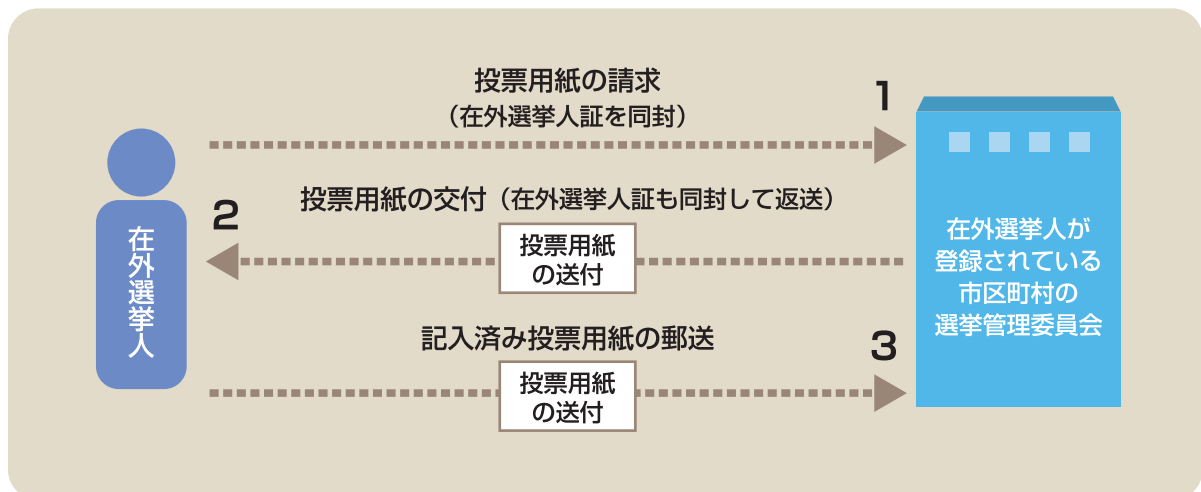 投票用紙の請求
（在外選挙人証を同封）
1
投票用紙の交付（在外選挙人証も同封して返送）
2
投票用紙
の送付
記入済み投票用紙の郵送
3
投票用紙
の送付
在外選挙人
在外選挙人が
登録されている
市区町村の
選挙管理委員会